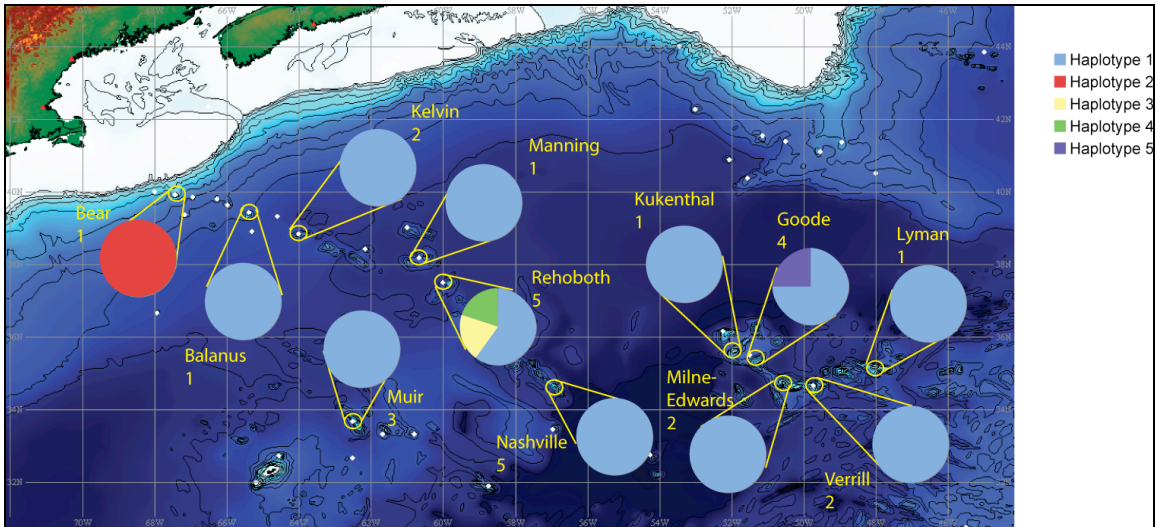 Haplotype 1
Haplotype 2
Haplotype 3
Haplotype 4
Haplotype 5
Kelvin
2
Manning
1
Bear
1
Kukenthal
1
Goode
4
Lyman
1
Rehoboth
5
Balanus
1
Muir
3
Milne-
Edwards
2
Nashville
5
Verrill
2
44N
42N
40N
38N
36N
34N
32N
70W
68W
66W
64W
60W
58W
56W
54W
52W
50W
48W
46W